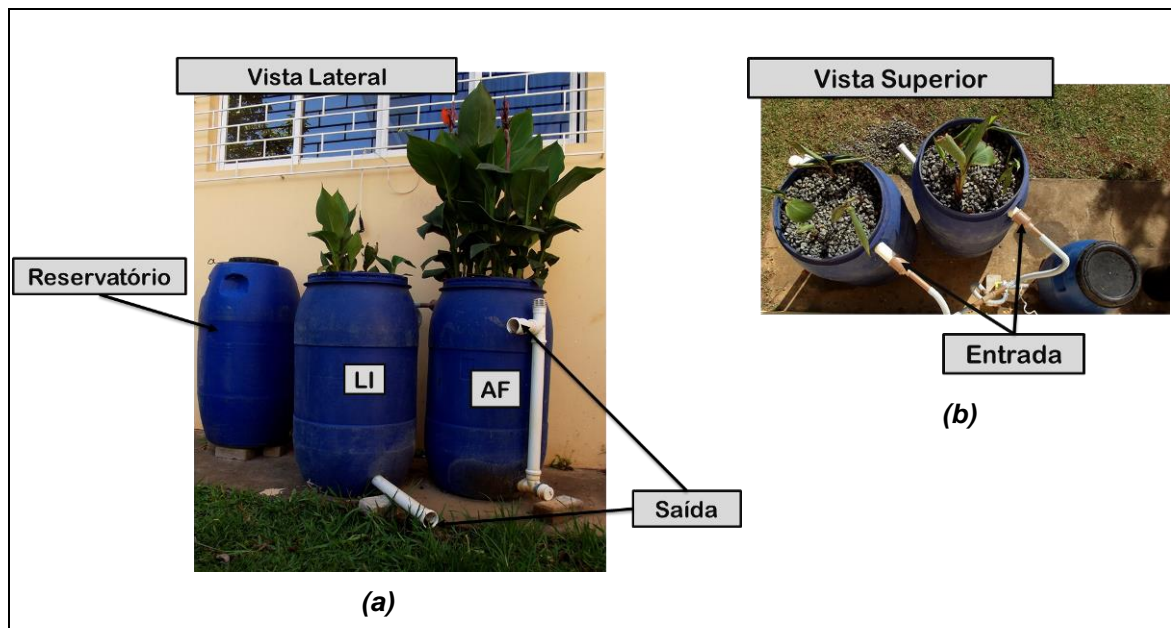 Vista Lateral
Vista Superior
Reservatório
LI
AF
Entrada
(b)
Saída
(a)